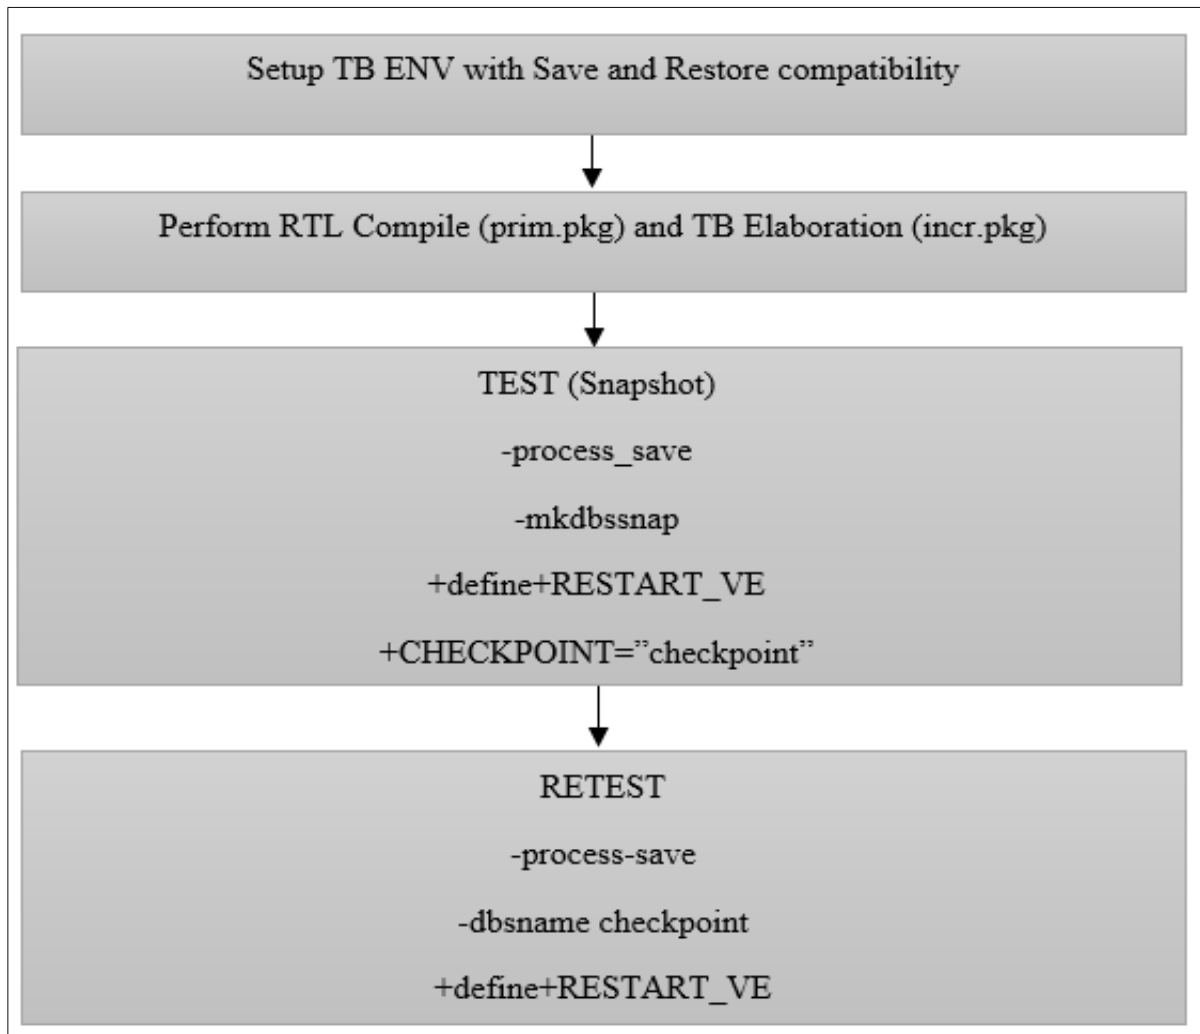 Setup TB ENV with Save and Restore compatibility
Perform RTL Compile (prim.pkg) and TB Elaboration (incr.pkg)
TEST (Snapshot)
-process_save
-mkdbssnap
+define+RESTART_VE
+CHECKPOINT=”checkpoint”
RETEST
-process-save
-dbsname checkpoint
+define+RESTART_VE